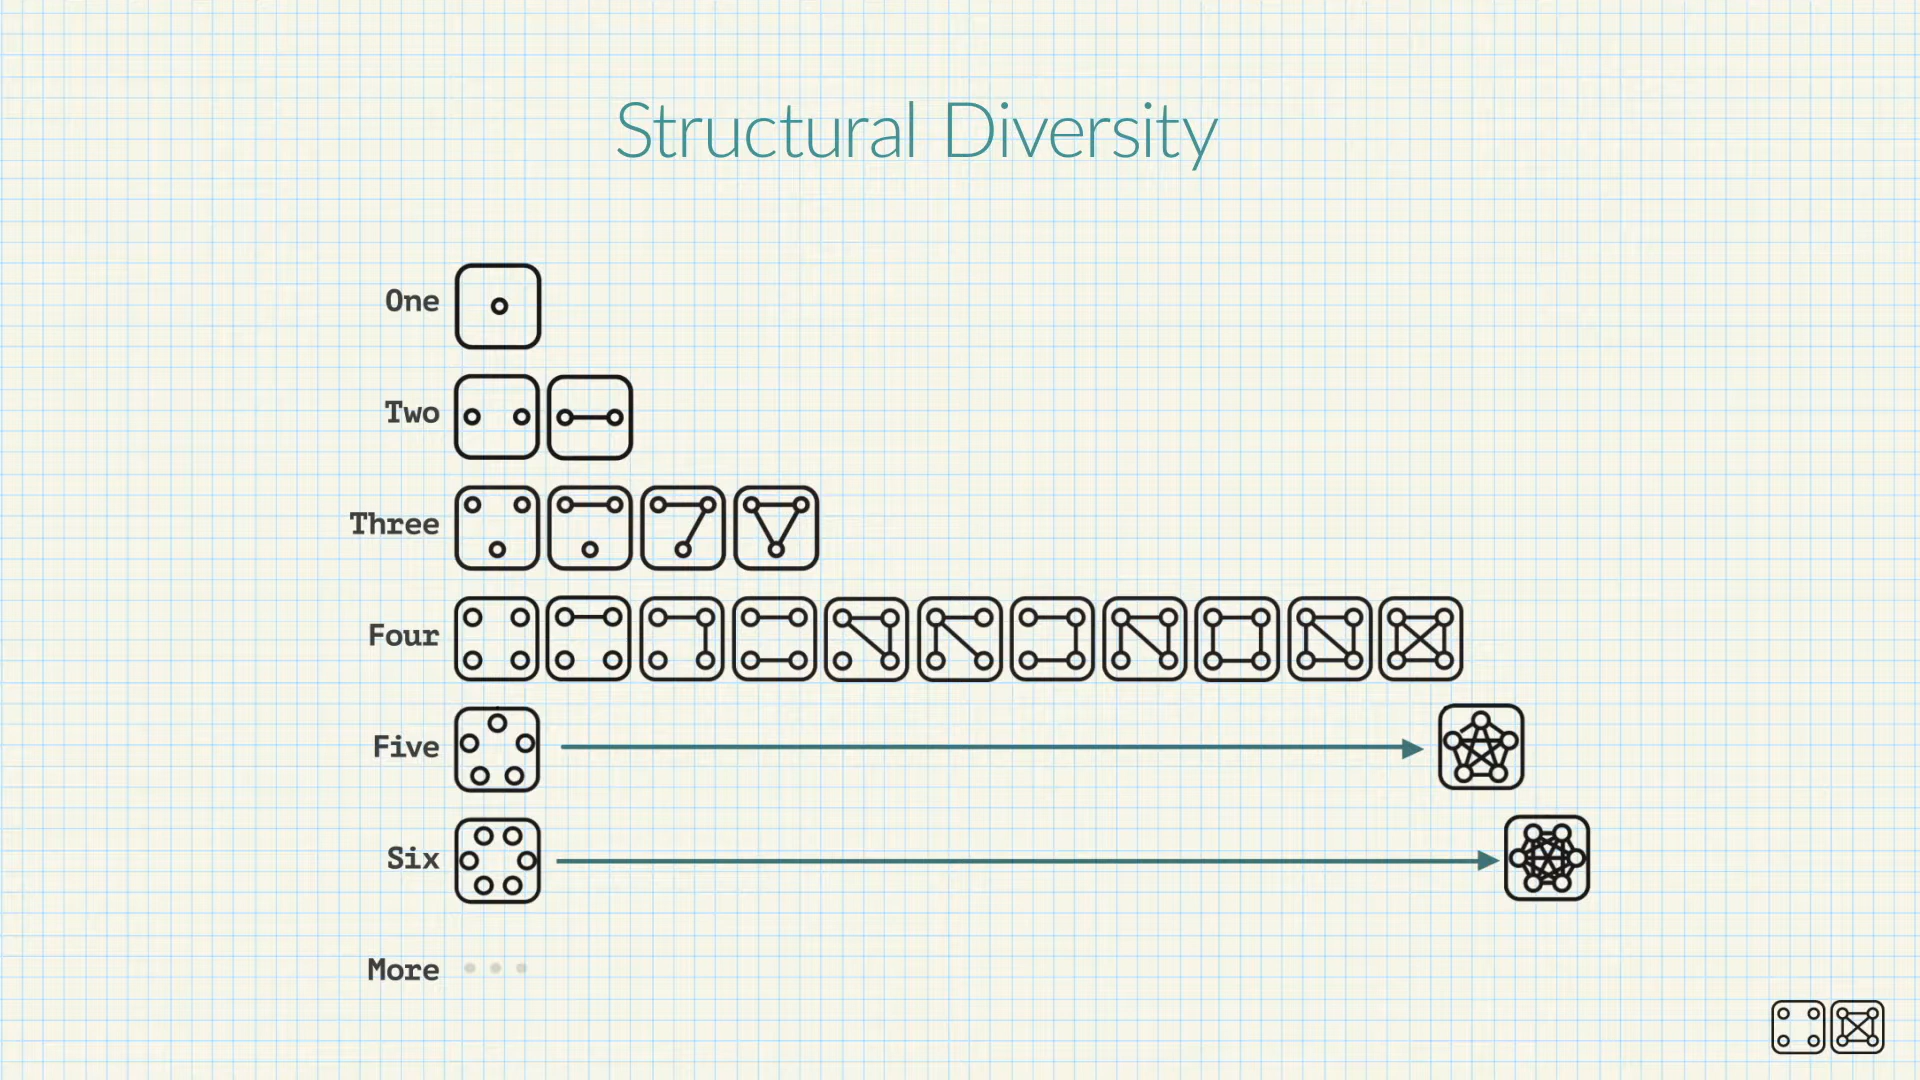 Structural Diversity
One
Two
Three
Four
Five
Six
More